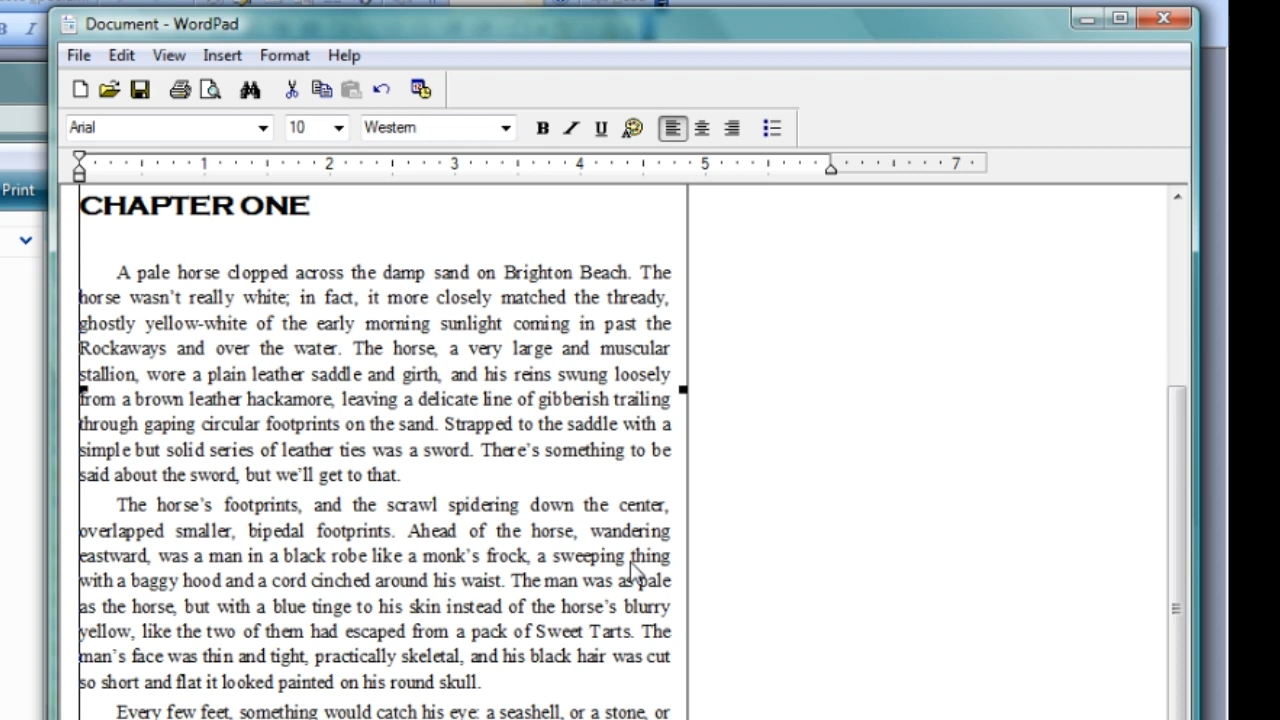 Document - WordPad
B I
File Edit View Insert Format Help
Arial 10 Western B I U
1 2 3 4 5 7
Print
CHAPTER ONE
A pale horse clopped across the damp sand on Brighton Beach. The
horse wasn't really white; in fact, it more closely matched the thready,
ghostly yellow-white of the early morning sunlight coming in past the
Rockaways and over the water. The horse, a very large and muscular
stallion, wore a plain leather saddle and girth, and his reins swung loosely
from a brown leather hackamore, leaving a delicate line of gibberish trailing
through gaping circular footprints on the sand. Strapped to the saddle with a
simple but solid series of leather ties was a sword. There's something to be
said about the sword, but we'll get to that.
The horse's footprints, and the scrawl spidering down the center,
overlapped smaller, bipedal footprints. Ahead of the horse, wandering
eastward, was a man in a black robe like a monk's frock, a sweeping thing
with a baggy hood and a cord cinched around his waist. The man was as pale
as the horse, but with a blue tinge to his skin instead of the horse's blurry
yellow, like the two of them had escaped from a pack of Sweet Tarts. The
man's face was thin and tight, practically skeletal, and his black hair was cut
so short and flat it looked painted on his round skull.
Every few feet, something would catch his eye: a seashell, or a stone, or